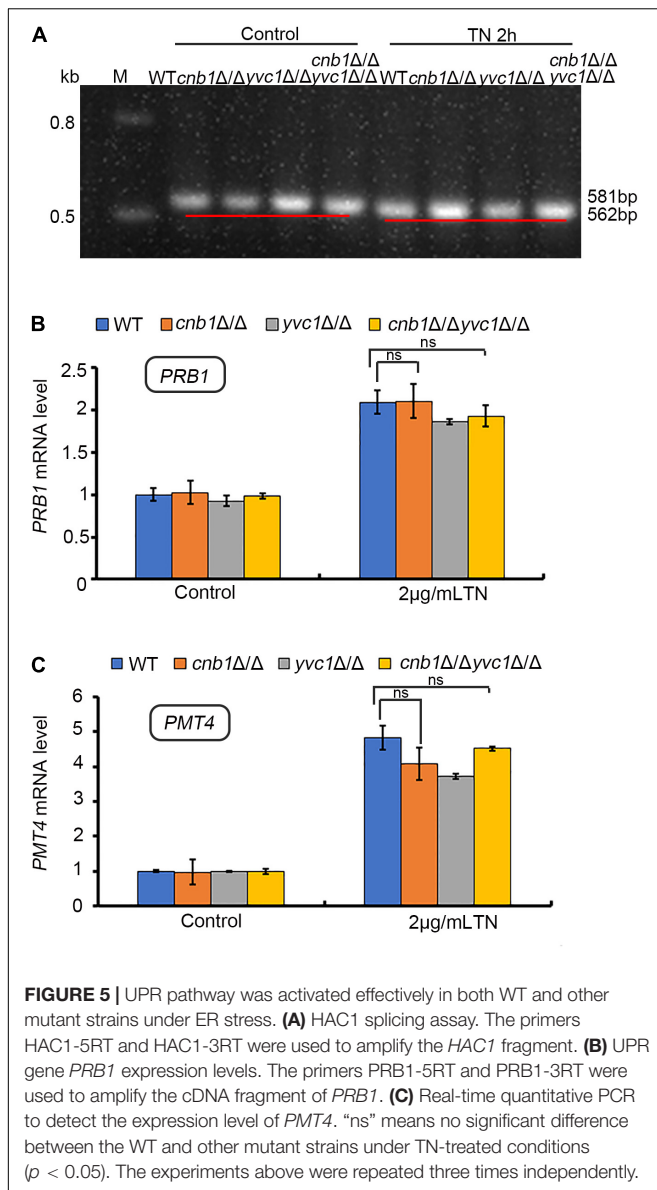 A
Control TN 2h
cnb1Δ/Δ cnb1Δ/Δ
kb M WT cnb1Δ/Δ yvc1Δ/Δ yvc1Δ/Δ WT cnb1Δ/Δ yvc1Δ/Δ yvc1Δ/Δ
0.8
0.5
581bp
562bp
B WT cnb1Δ/Δ yvc1Δ/Δ cnb1Δ/Δyvc1Δ/Δ
ns
ns
PRB1
PRB1 mRNA level
2.5
2
1.5
1
0.5
0
Control 2µg/mLTN
C WT cnb1Δ/Δ yvc1Δ/Δ cnb1Δ/Δyvc1Δ/Δ
ns
ns
PMT4
PMT4 mRNA level
6
5
4
3
2
1
0
Control 2µg/mLTN
FIGURE 5 | UPR pathway was activated effectively in both WT and other
mutant strains under ER stress. (A) HAC1 splicing assay. The primers
HAC1-5RT and HAC1-3RT were used to amplify the HAC1 fragment. (B) UPR
gene PRB1 expression levels. The primers PRB1-5RT and PRB1-3RT were
used to amplify the cDNA fragment of PRB1. (C) Real-time quantitative PCR
to detect the expression level of PMT4. “ns” means no significant difference
between the WT and other mutant strains under TN-treated conditions
(p < 0.05). The experiments above were repeated three times independently.